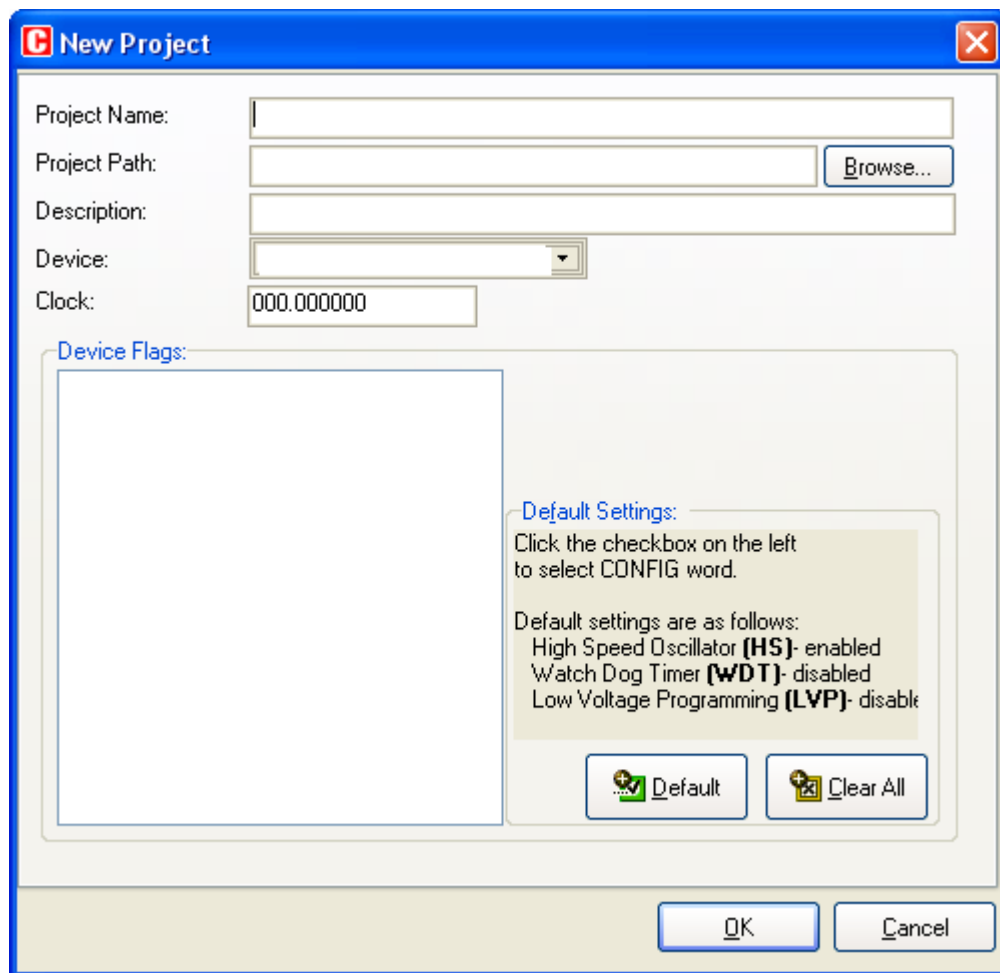 C New Project
Project Name:
Project Path:
Browse...
Description:
Device:
Clock:
000.000000
Device Flags:
Default Settings:
Click the checkbox on the left
to select CONFIG word.
Default settings are as follows:
High Speed Oscillator (HS)- enabled
Watch Dog Timer (WDT)- disabled
Low Voltage Programming (LVP)- disable
Default
Clear All
OK
Cancel